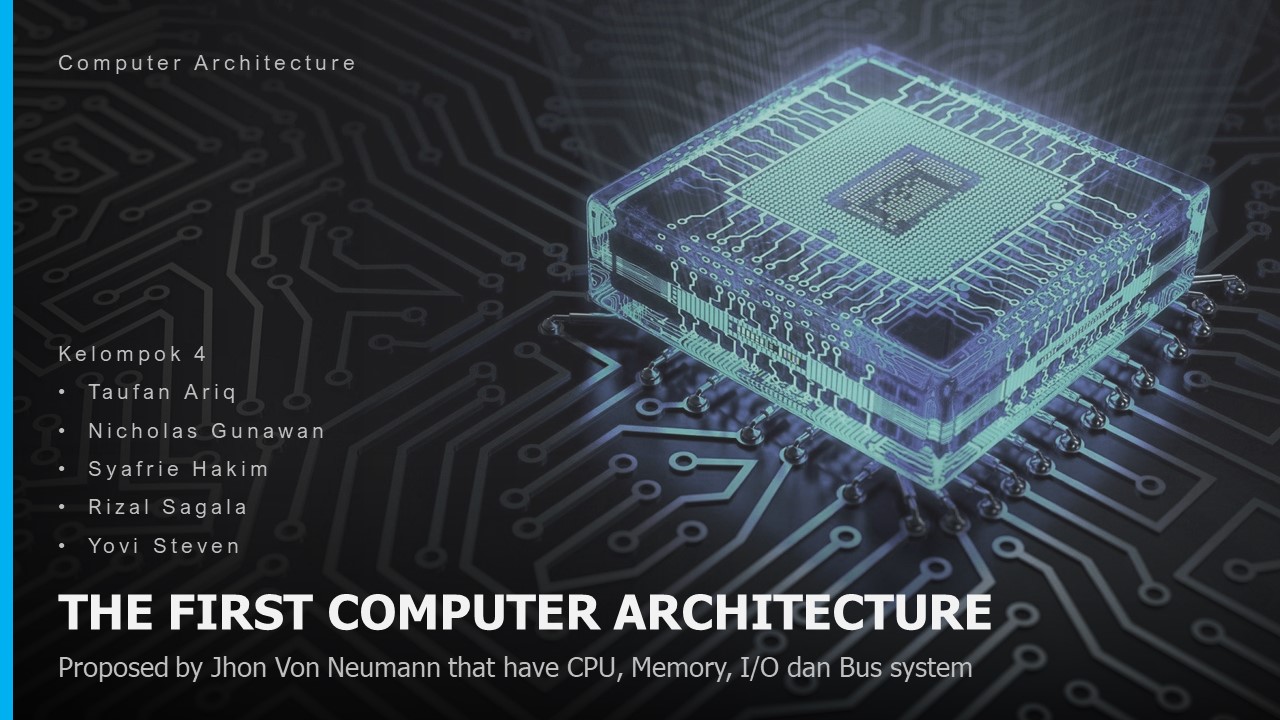 Computer Architecture
Kelompok 4
• Taufan Ariq
• Nicholas Gunawan
• Syafrie Hakim
• Rizal Sagala
• Yovi Steven
THE FIRST COMPUTER ARCHITECTURE
Proposed by Jhon Von Neumann that have CPU, Memory, I/O dan Bus system